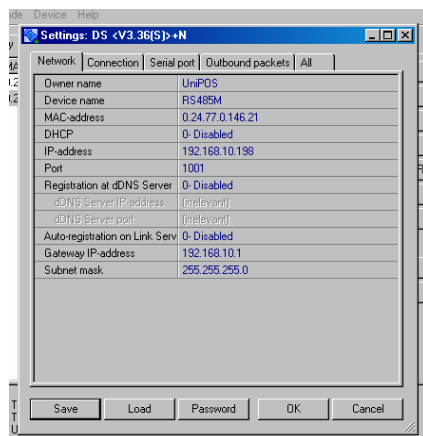 Device Help
Settings: DS <V3.36(S)>+N
Network Connection Serial port Outbound packets All
Owner name UniPOS
Device name RS485M
MAC-address 0.24.77.0.146.21
DHCP 0- Disabled
IP-address 192.168.10.198
Port 1001
Registration at dDNS Server 0- Disabled
dDNS Server IP-address (irrelevant)
dDNS Server port (irrelevant)
Auto-registration on Link Serv 0- Disabled
Gateway IP-address 192.168.10.1
Subnet mask 255.255.255.0
Save Load Password OK Cancel